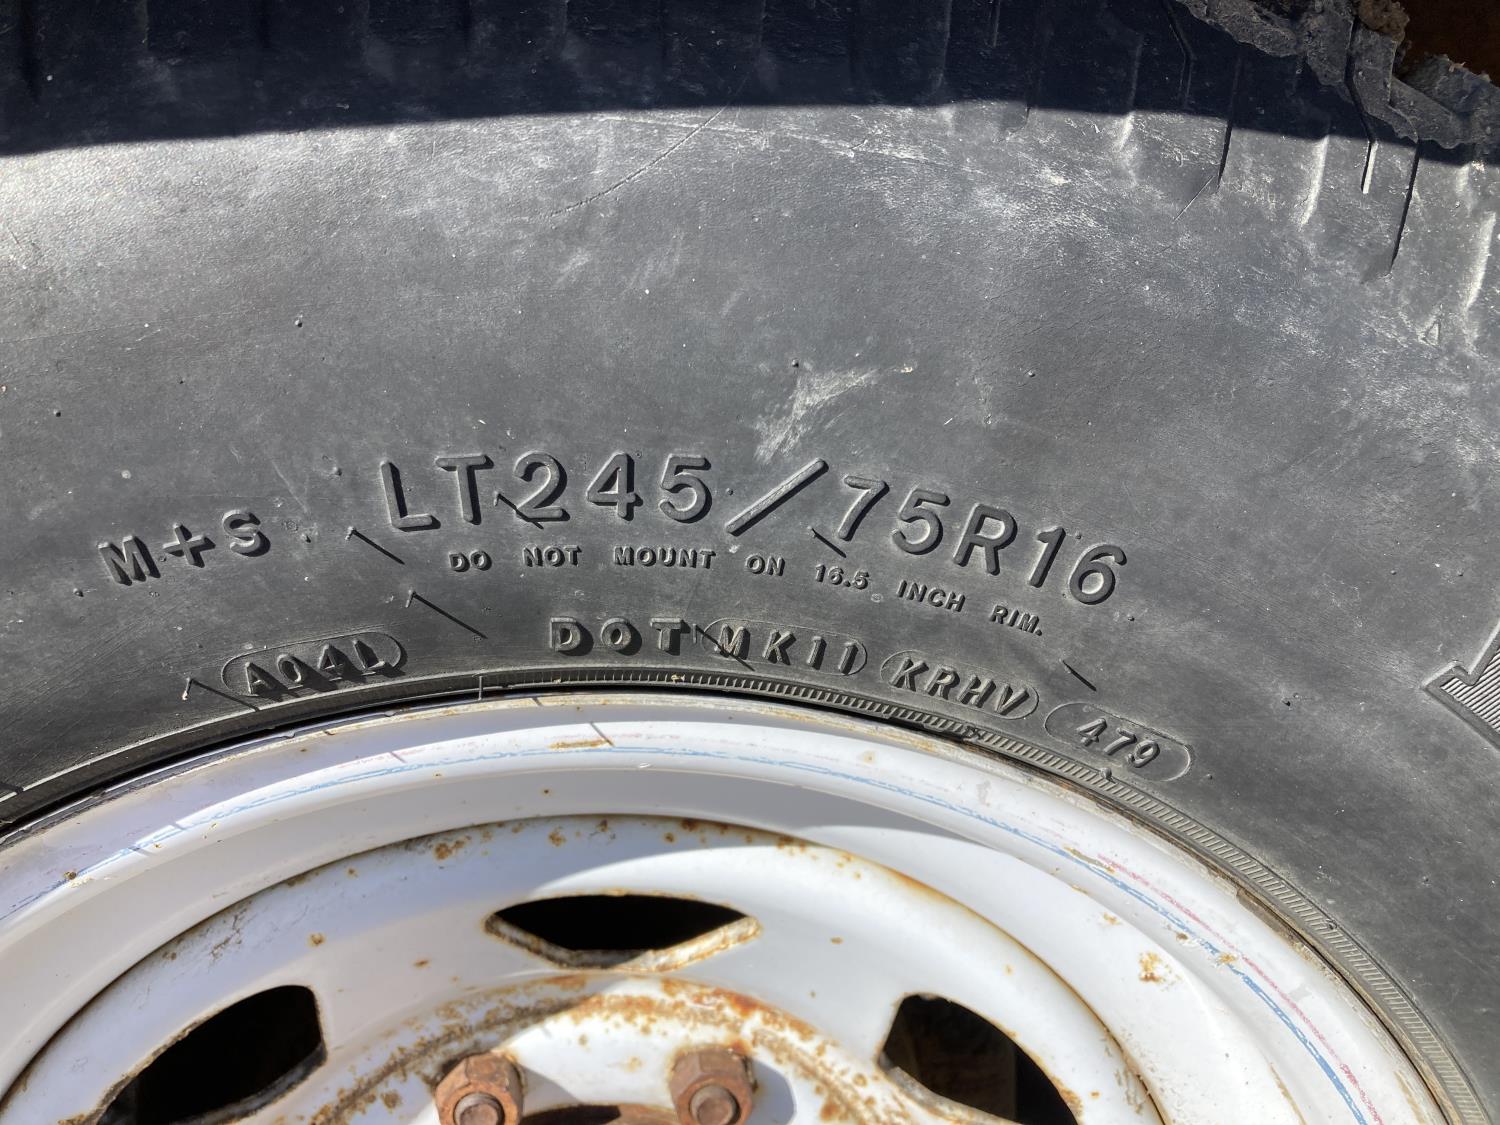 M+S LT245/75R16
DO NOT MOUNT ON 16.5 INCH RIM.
A04L DOT MK11 KRHV 479